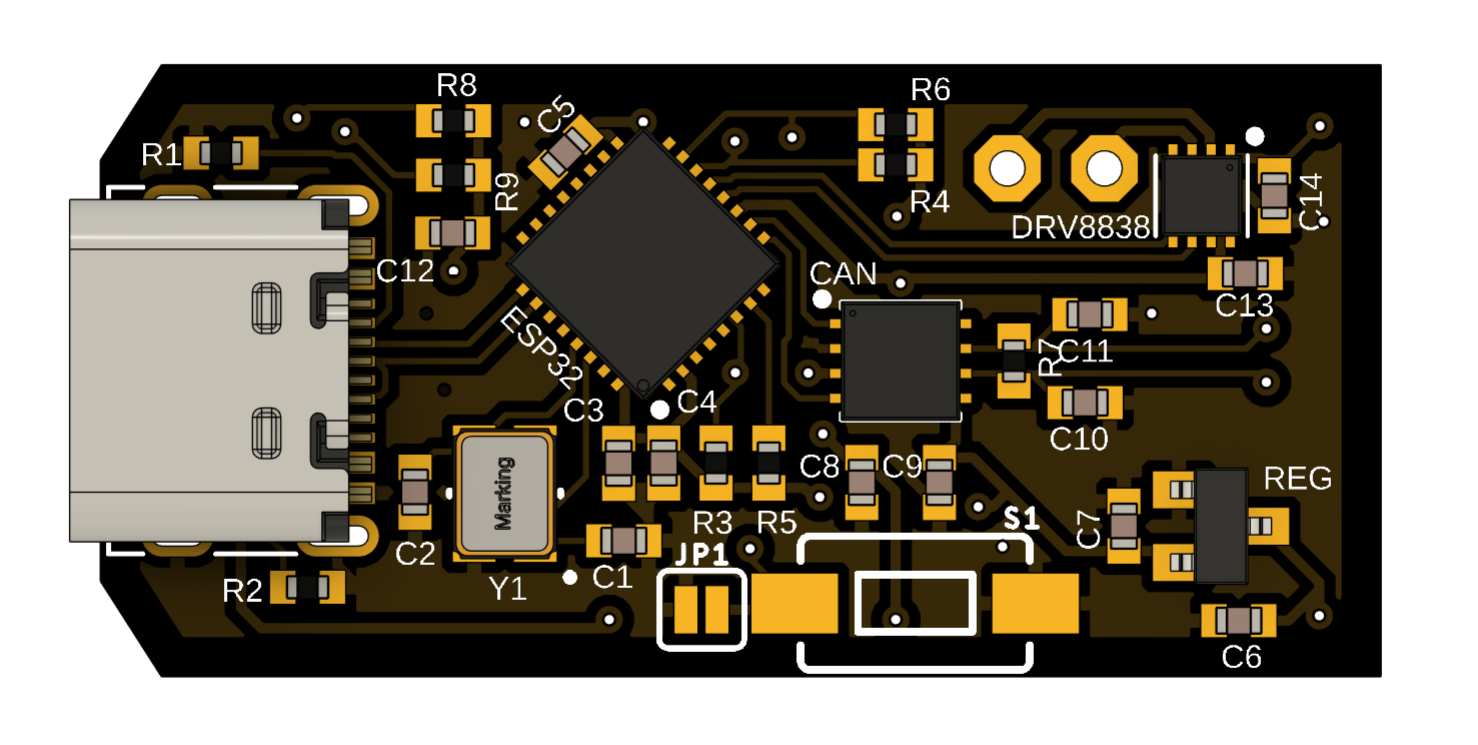 R8
C5
R6
R1
R9
R4
C14
DRV8838
C12
CAN
C13
ESP32
R7
C11
C3
C4
C10
C8
C9
REG
Marking
R3
R5
S1
C7
C2
JP1
Y1
C1
R2
C6